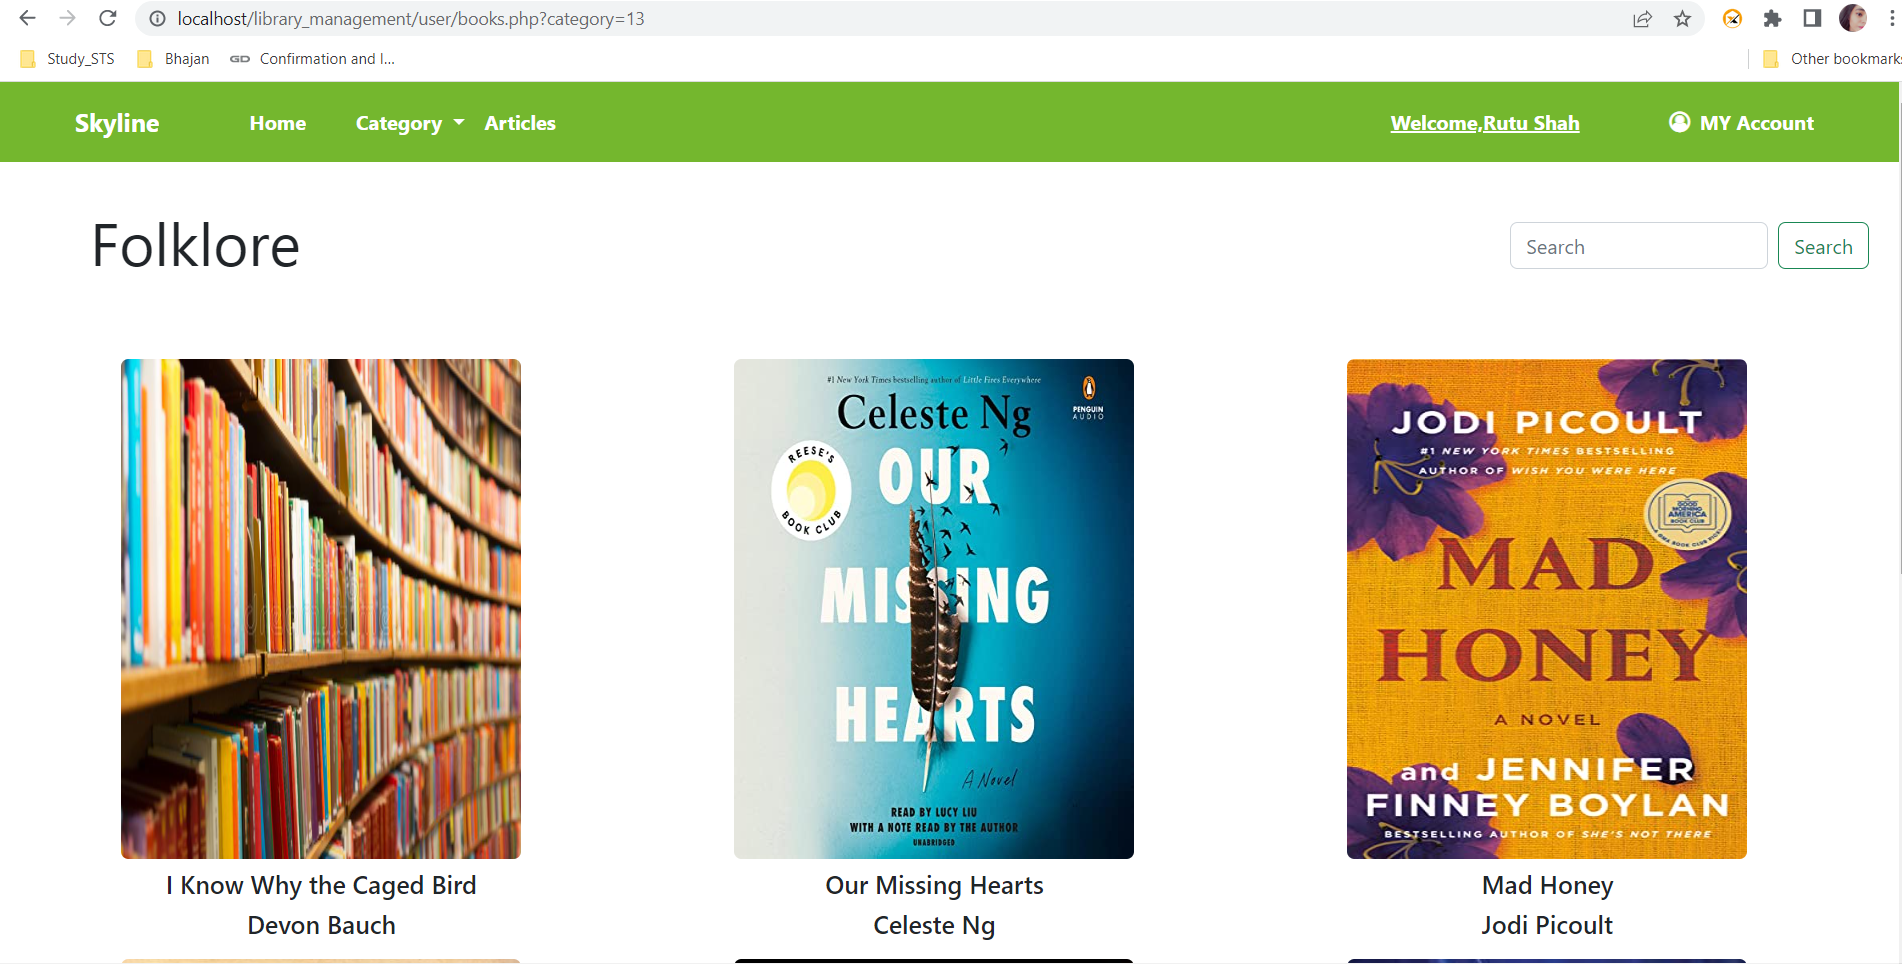 localhost/library_management/user/books.php?category=13
Study_STS Bhajan GD Confirmation and I... Other bookmarks
Skyline Home Category Articles Welcome,Rutu Shah MY Account
Folklore
Search Search
#1 New York Times bestselling author of Little Fires Everywhere
Celeste Ng
PENGUIN
AUDIO
REESE'S
BOOK CLUB
OUR
MISSING
HEARTS
A Novel
READ BY LUCY LIU
WITH A NOTE READ BY THE AUTHOR
UNABRIDGED
JODI PICOULT
#1 NEW YORK TIMES BESTSELLING
AUTHOR OF WISH YOU WERE HERE
GOOD
MORNING
AMERICA
BOOK CLUB
MAD
HONEY
A NOVEL
and JENNIFER
FINNEY BOYLAN
BESTSELLING AUTHOR OF SHE'S NOT THERE
I Know Why the Caged Bird
Devon Bauch
Our Missing Hearts
Celeste Ng
Mad Honey
Jodi Picoult